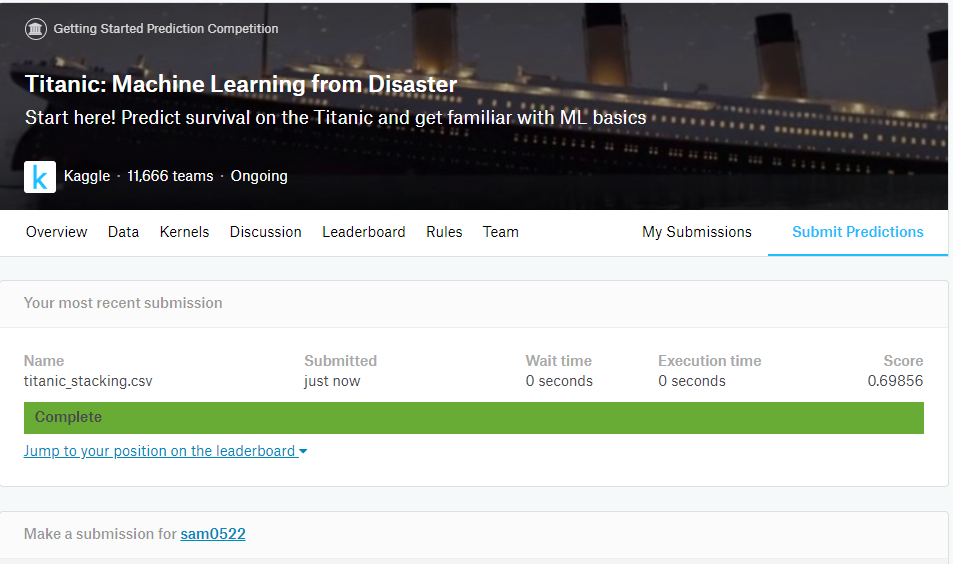 Getting Started Prediction Competition
Titanic: Machine Learning from Disaster
Start here! Predict survival on the Titanic and get familiar with ML basics
k Kaggle · 11,666 teams · Ongoing
Overview Data Kernels Discussion Leaderboard Rules Team My Submissions Submit Predictions
Your most recent submission
Name Submitted Wait time Execution time Score
titanic_stacking.csv just now 0 seconds 0 seconds 0.69856
Complete
Jump to your position on the leaderboard
Make a submission for sam0522